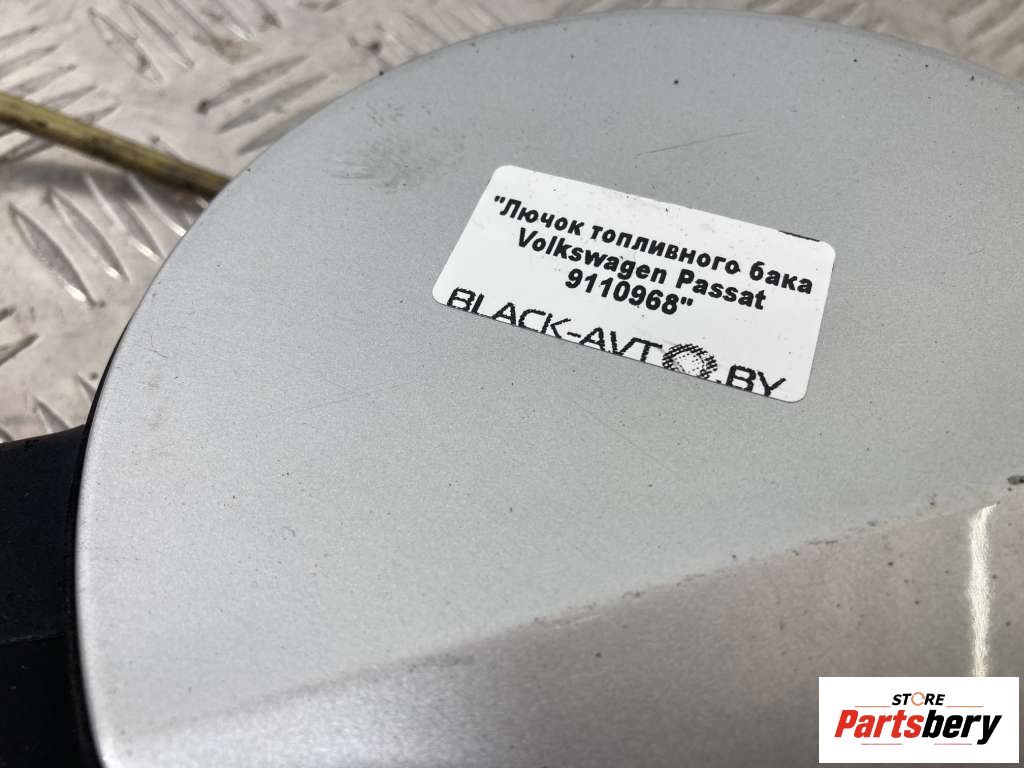 "Лючок топливного бака
Volkswagen Passat
9110968"
BLACK-AVTO.BY
STORE
Partsbery